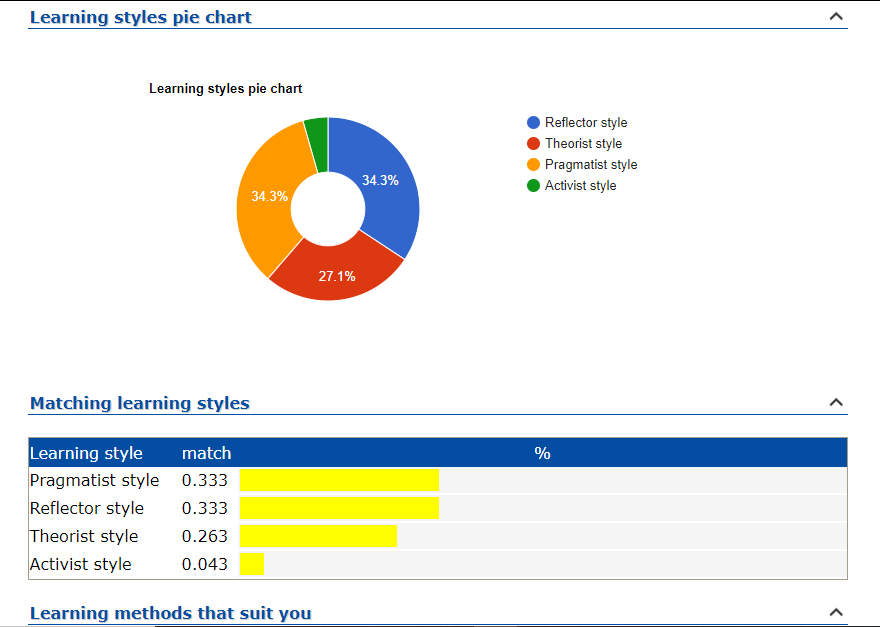 Learning styles pie chart
Learning styles pie chart
Reflector style
Theorist style
Pragmatist style
Activist style
34.3%
34.3%
27.1%
Matching learning styles
Learning style match %
Pragmatist style 0.333
Reflector style 0.333
Theorist style 0.263
Activist style 0.043
Learning methods that suit you